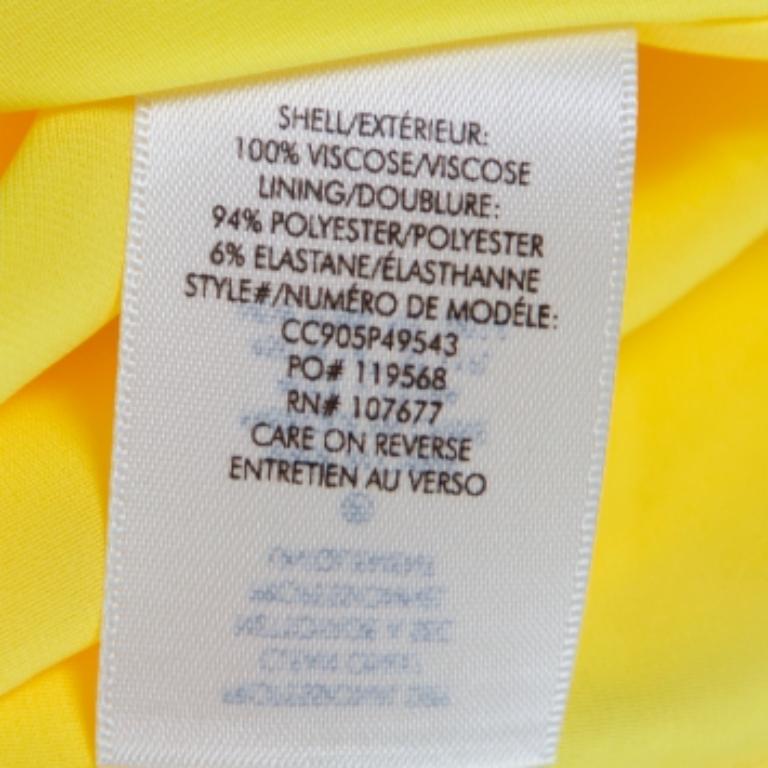 SHELL/EXTÉRIEUR:
100% VISCOSE/VISCOSE
LINING/DOUBLURE:
94% POLYESTER/POLYESTER
6% ELASTANE/ÉLASTHANNE
STYLE#/NUMÉRO DE MODÉLE:
CC905P49543
PO# 119568
RN# 107677
CARE ON REVERSE
ENTRETIEN AU VERSO